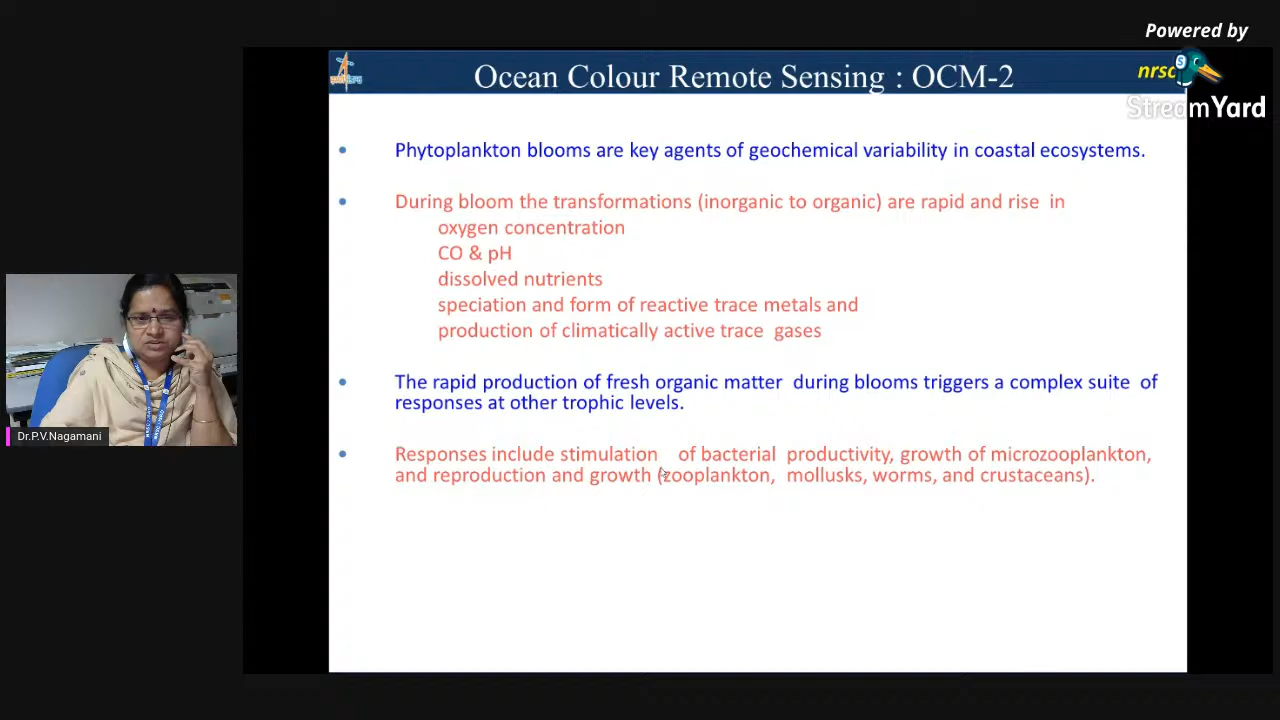 Powered by
Ocean Colour Remote Sensing : OCM-2
nrsc
StreamYard
• Phytoplankton blooms are key agents of geochemical variability in coastal ecosystems.
• During bloom the transformations (inorganic to organic) are rapid and rise in
oxygen concentration
CO & pH
dissolved nutrients
speciation and form of reactive trace metals and
production of climatically active trace gases
• The rapid production of fresh organic matter during blooms triggers a complex suite of
responses at other trophic levels.
• Responses include stimulation of bacterial productivity, growth of microzooplankton,
and reproduction and growth (zooplankton, mollusks, worms, and crustaceans).
Dr.P.V.Nagamani